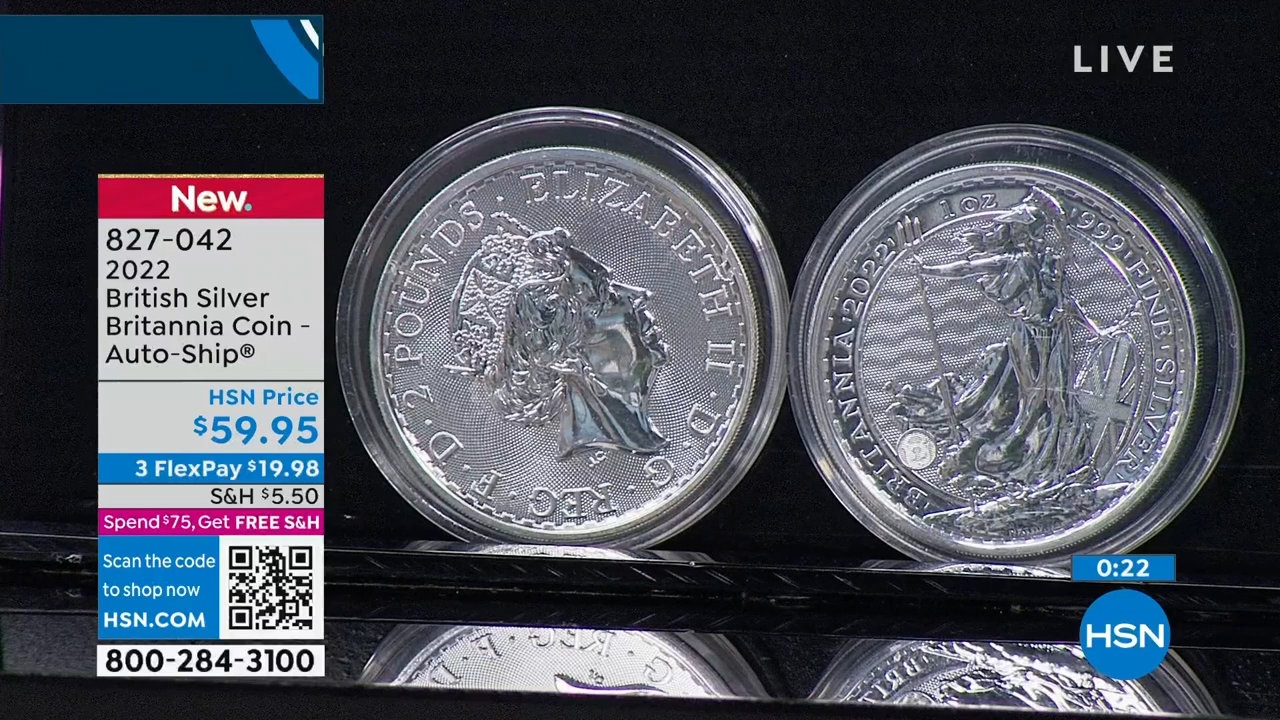 LIVE
New.
827-042
2022
British Silver
Britannia Coin -
Auto-Ship®
HSN Price
$59.95
3 FlexPay $19.98
S&H $5.50
Spend $75, Get FREE S&H
Scan the code
to shop now
HSN.COM
800-284-3100
ELIZABETH II · D · G · REG · F · D · 2 POUNDS ·
BRITANNIA 2022
1 OZ
999 · FINE · SILVER
0:22
HSN